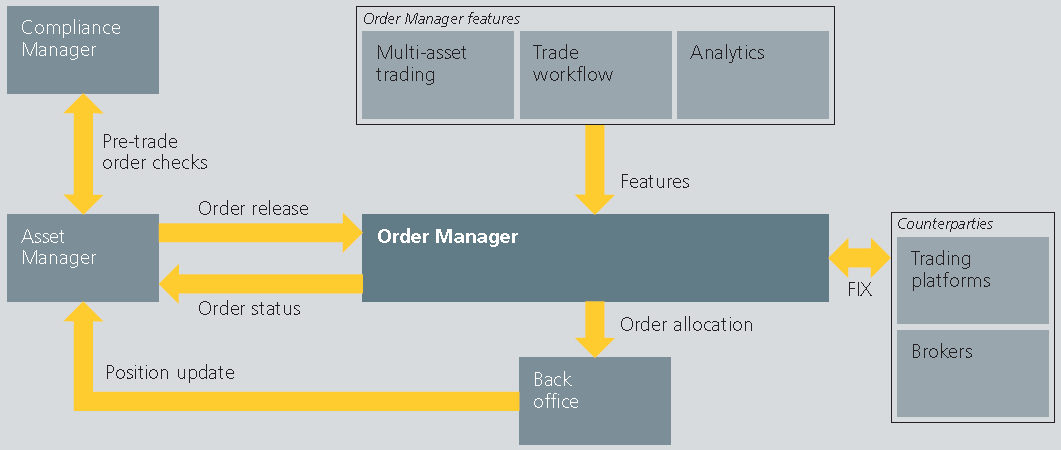 Compliance
Manager
Order Manager features
Multi-asset
trading
Trade
workflow
Analytics
Pre-trade
order checks
Features
Asset
Manager
Order release
Order status
Order Manager
FIX
Counterparties
Trading
platforms
Brokers
Order allocation
Position update
Back
office